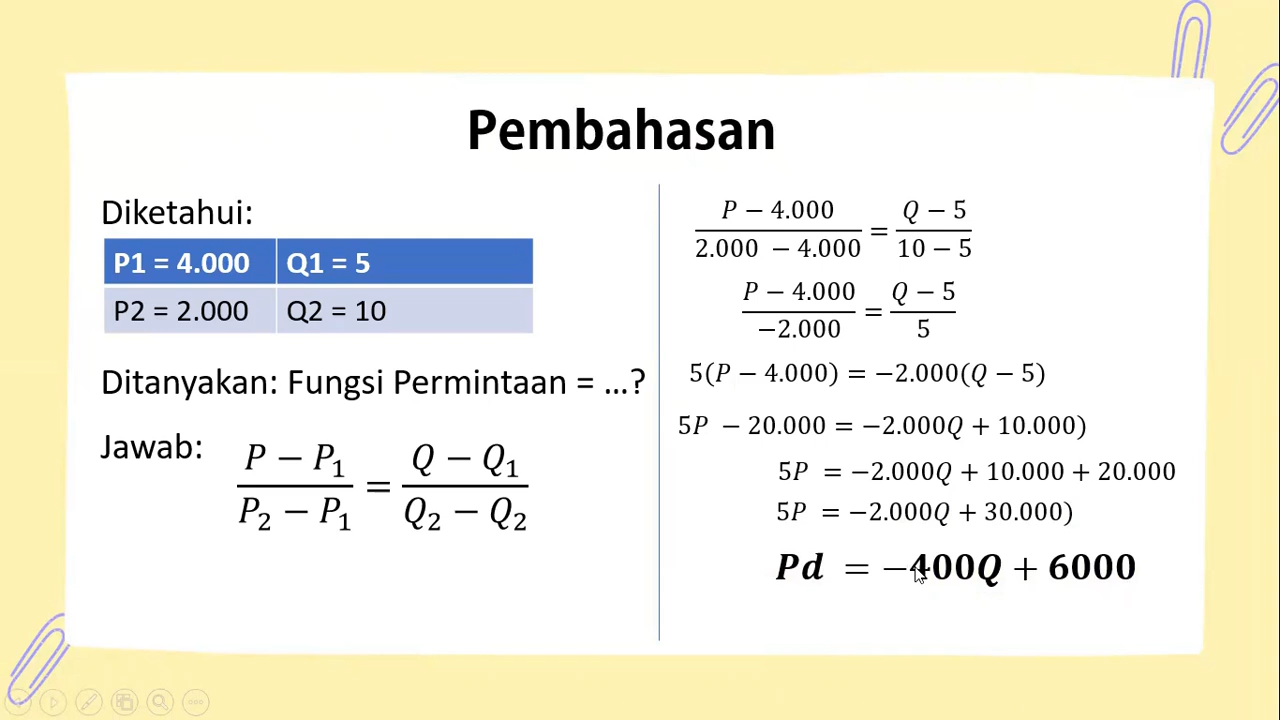 Pembahasan
Diketahui:
P1 = 4.000 Q1 = 5
P2 = 2.000 Q2 = 10
Ditanyakan: Fungsi Permintaan = ...?
Jawab:
P − P₁ / P₂ − P₁ = Q − Q₁ / Q₂ − Q₂
P − 4.000 / 2.000 − 4.000 = Q − 5 / 10 − 5
P − 4.000 / −2.000 = Q − 5 / 5
5(P − 4.000) = −2.000(Q − 5)
5P − 20.000 = −2.000Q + 10.000)
5P = −2.000Q + 10.000 + 20.000
5P = −2.000Q + 30.000)
Pd = −400Q + 6000